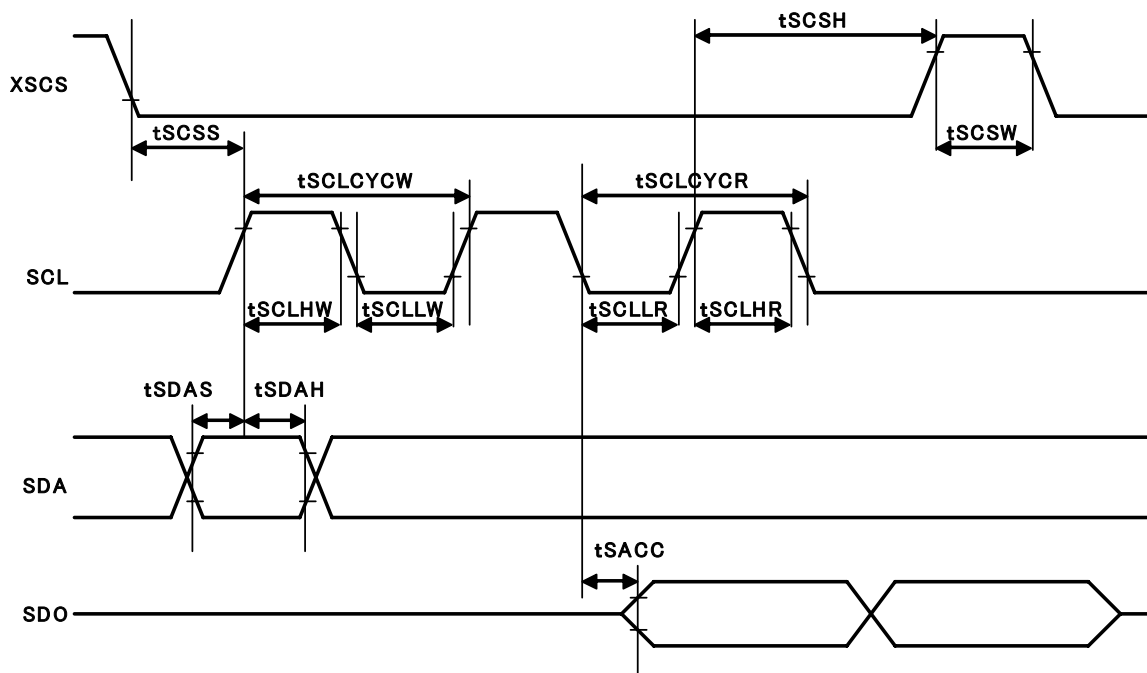 tSCSH
XSCS
tSCSS
tSCSW
tSCLCYCW
tSCLCYCR
SCL
tSCLHW
tSCLLW
tSCLLR
tSCLHR
tSDAS
tSDAH
SDA
tSACC
SDO